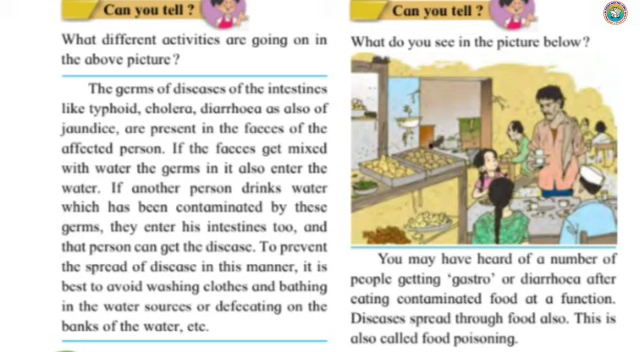 Can you tell ?
What different activities are going on in
the above picture?
The germs of diseases of the intestines
like typhoid, cholera, diarrhoea as also of
jaundice, are present in the faeces of the
affected person. If the faeces get mixed
with water the germs in it also enter the
water. If another person drinks water
which has been contaminated by these
germs, they enter his intestines too, and
that person can get the disease. To prevent
the spread of disease in this manner, it is
best to avoid washing clothes and bathing
in the water sources or defecating on the
banks of the water, etc.
Can you tell ?
What do you see in the picture below?
You may have heard of a number of
people getting ‘gastro’ or diarrhoea after
eating contaminated food at a function.
Diseases spread through food also. This is
also called food poisoning.